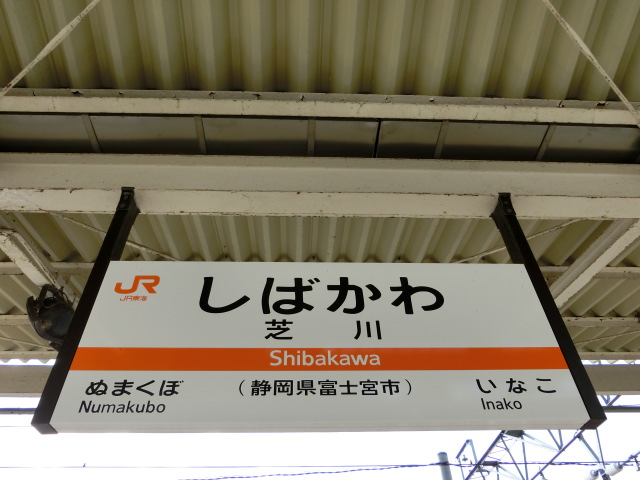 JR
JR東海
しばかわ
芝川
Shibakawa
ぬまくぼ
Numakubo
(静岡県富士宮市)
いなこ
Inako